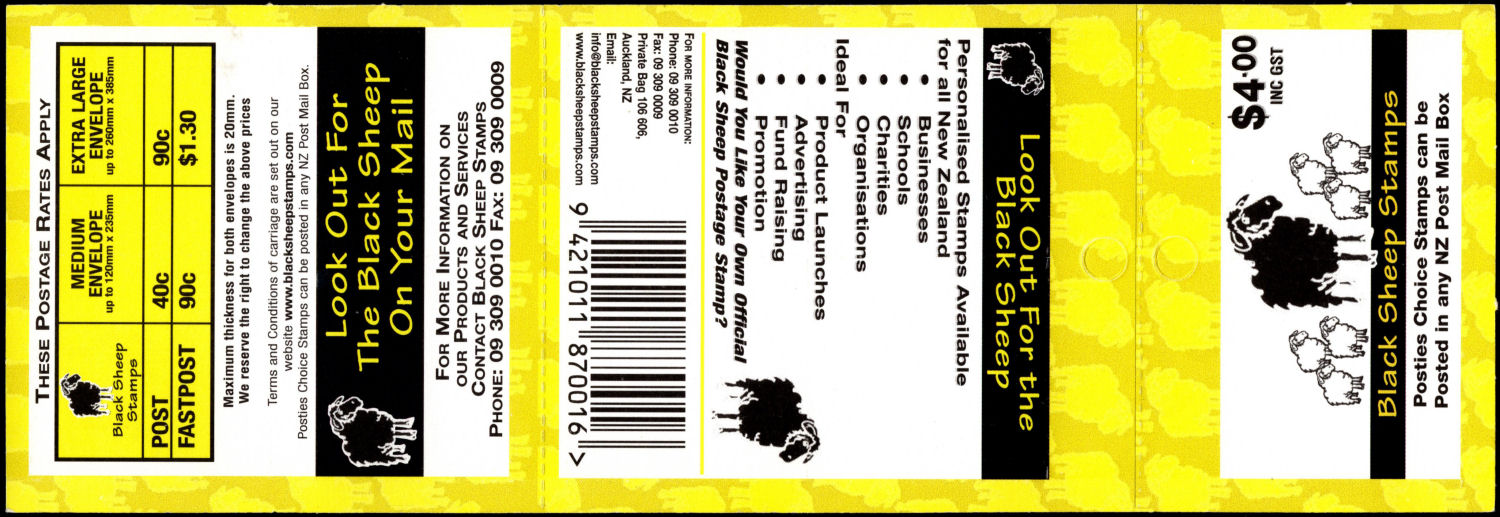 THESE POSTAGE RATES APPLY
Black Sheep
Stamps
MEDIUM
ENVELOPE
up to 120mm x 235mm
EXTRA LARGE
ENVELOPE
up to 260mm x 385mm
POST 40c 90c
FASTPOST 90c $1.30
Maximum thickness for both envelopes is 20mm.
We reserve the right to change the above prices
Terms and Conditions of carriage are set out on our
website www.blacksheepstamps.com
Posties Choice Stamps can be posted in any NZ Post Mail Box.
Look Out For
The Black Sheep
On Your Mail
FOR MORE INFORMATION ON
OUR PRODUCTS AND SERVICES
CONTACT BLACK SHEEP STAMPS
PHONE: 09 309 0010 FAX: 09 309 0009
Look Out For the
Black Sheep
Personalised Stamps Available
for all New Zealand
• Businesses
• Schools
• Charities
• Organisations
Ideal For
• Product Launches
• Advertising
• Fund Raising
• Promotion
Would You Like Your Own Official
Black Sheep Postage Stamp?
FOR MORE INFORMATION:
Phone: 09 309 0010
Fax: 09 309 0009
Private Bag 106 606,
Auckland, NZ
Email:
info@blacksheepstamps.com
www.blacksheepstamps.com
9 421011 870016 >
$4.00
INC GST
Black Sheep Stamps
Posties Choice Stamps can be
Posted in any NZ Post Mail Box